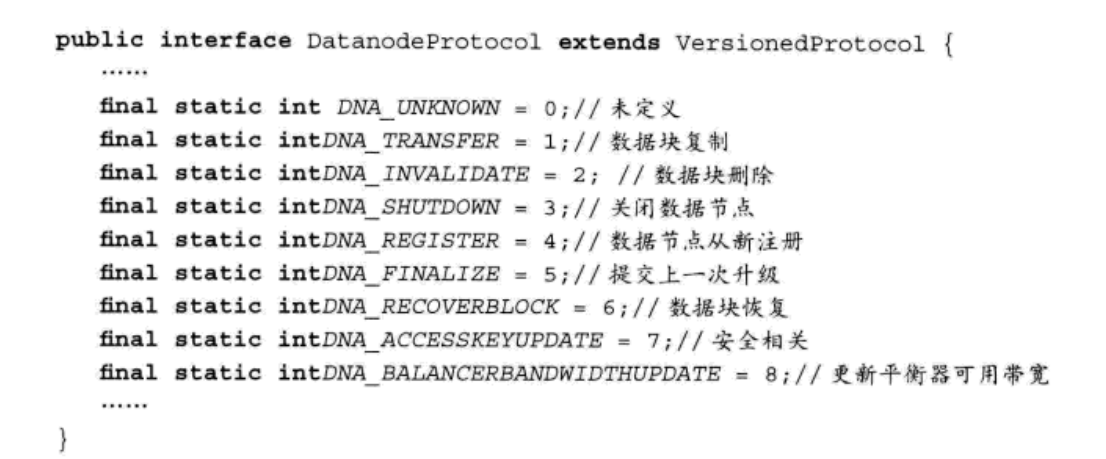 public interface DatanodeProtocol extends VersionedProtocol {
......
final static int DNA_UNKNOWN = 0;// 未定义
final static intDNA_TRANSFER = 1;// 数据块复制
final static intDNA_INVALIDATE = 2; // 数据块删除
final static intDNA_SHUTDOWN = 3;// 关闭数据节点
final static intDNA_REGISTER = 4;// 数据节点从新注册
final static intDNA_FINALIZE = 5;// 提交上一次升级
final static intDNA_RECOVERBLOCK = 6;// 数据块恢复
final static intDNA_ACCESSKEYUPDATE = 7;// 安全相关
final static intDNA_BALANCERBANDWIDTHUPDATE = 8;// 更新平衡器可用带宽
......
}